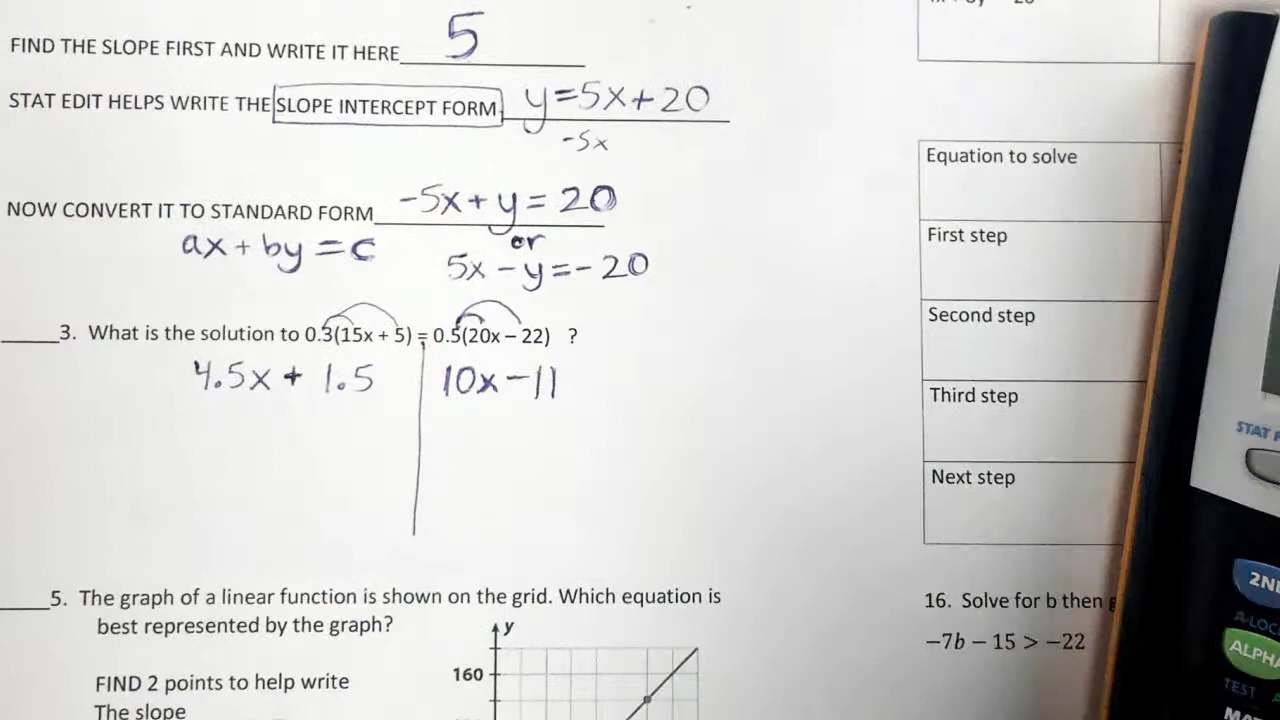 FIND THE SLOPE FIRST AND WRITE IT HERE 5
STAT EDIT HELPS WRITE THE SLOPE INTERCEPT FORM y=5x+20
-5x
NOW CONVERT IT TO STANDARD FORM -5x+y=20
ax+by=c or
5x-y=-20
3. What is the solution to 0.3(15x + 5) = 0.5(20x – 22) ?
4.5x + 1.5 10x-11
5. The graph of a linear function is shown on the grid. Which equation is
best represented by the graph?
y
160
FIND 2 points to help write
The slope
Equation to solve
First step
Second step
Third step
Next step
16. Solve for b then
−7b − 15 > −22
STAT
2N
A-LOC
ALPH
TEST